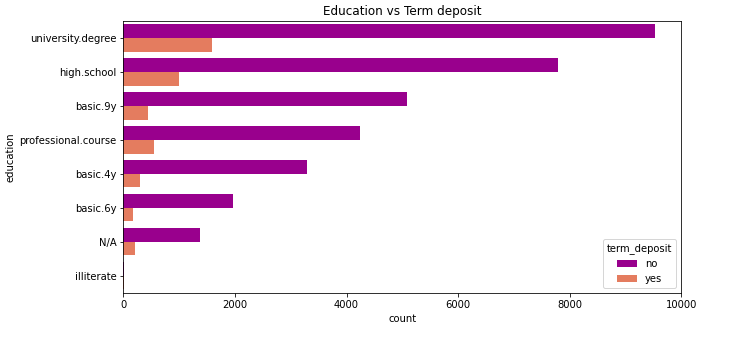 Education vs Term deposit
education
university.degree
high.school
basic.9y
professional.course
basic.4y
basic.6y
N/A
illiterate
term_deposit
no
yes
0 2000 4000 6000 8000 10000
count